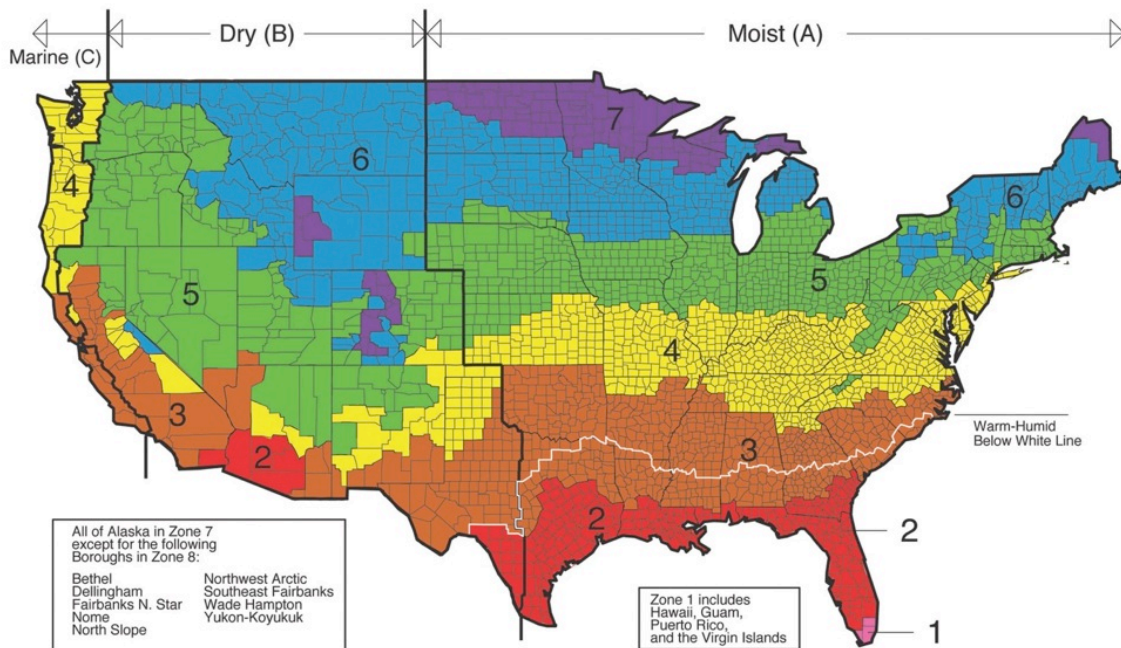 Marine (C)
Dry (B)
Moist (A)
7
6
6
4
5
5
4
3
3
2
2
Warm-Humid
Below White Line
2
1
All of Alaska in Zone 7
except for the following
Boroughs in Zone 8:
Bethel
Dellingham
Fairbanks N. Star
Nome
North Slope
Northwest Arctic
Southeast Fairbanks
Wade Hampton
Yukon-Koyukuk
Zone 1 includes
Hawaii, Guam,
Puerto Rico,
and the Virgin Islands